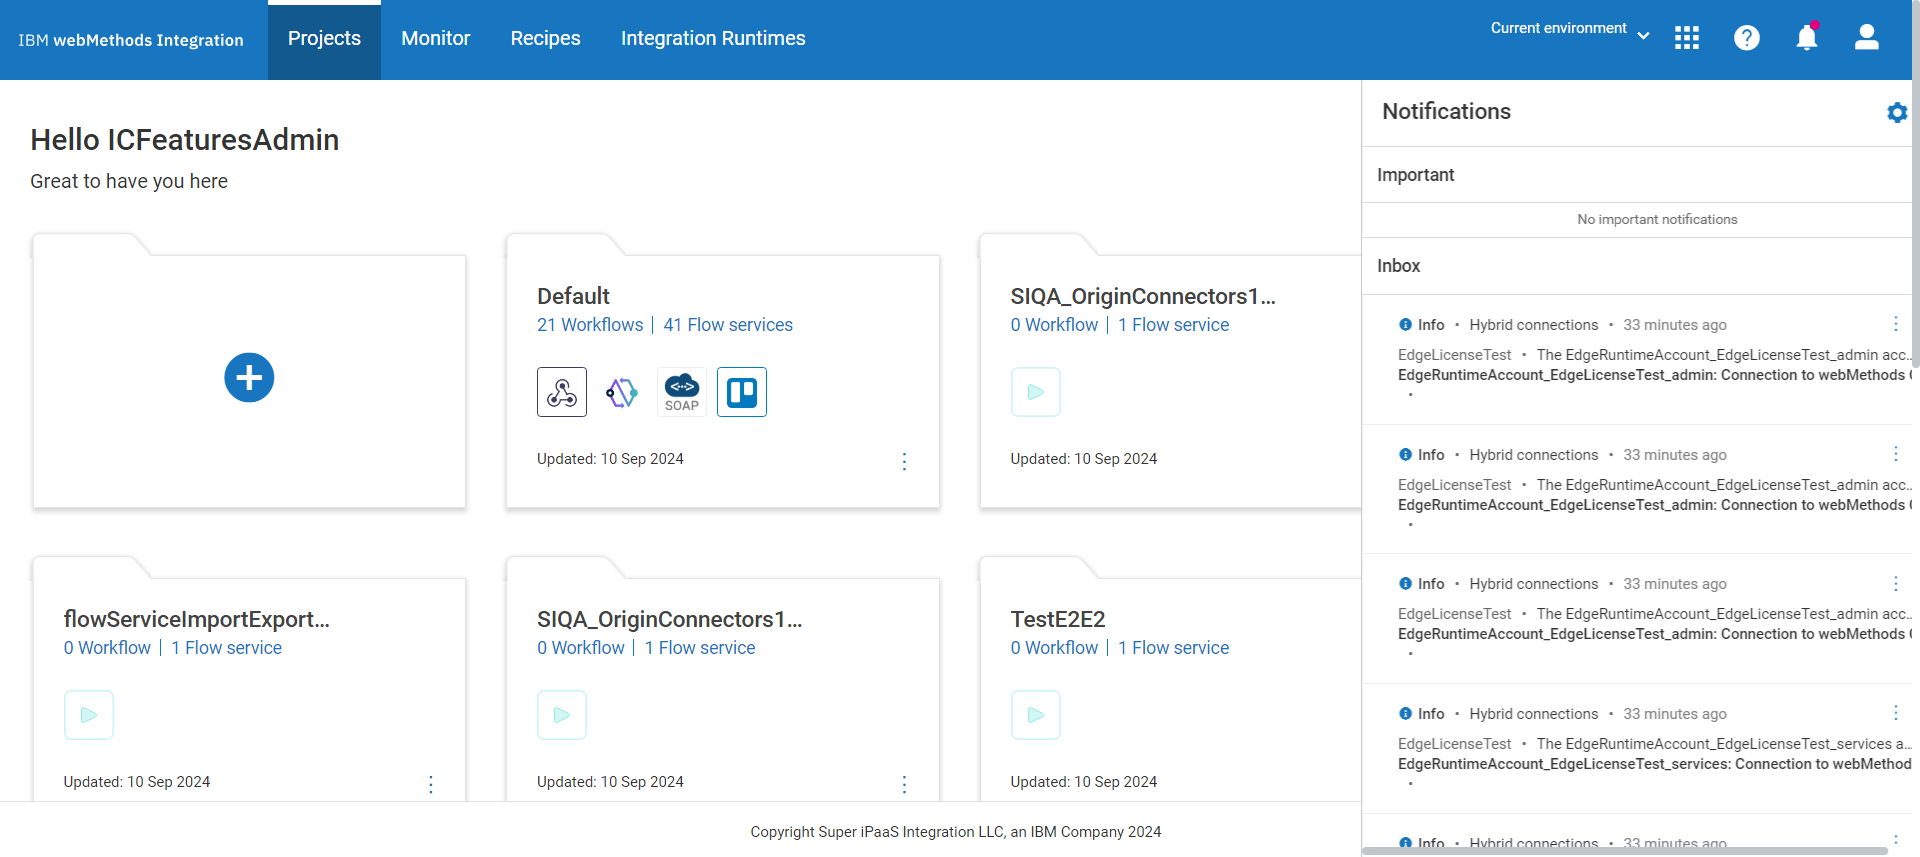 IBM webMethods Integration
Projects
Monitor
Recipes
Integration Runtimes
Current environment
Hello ICFeaturesAdmin
Great to have you here
Default
21 Workflows | 41 Flow services
SOAP
Updated: 10 Sep 2024
SIQA_OriginConnectors1...
0 Workflow | 1 Flow service
Updated: 10 Sep 2024
flowServiceImportExport...
0 Workflow | 1 Flow service
Updated: 10 Sep 2024
SIQA_OriginConnectors1...
0 Workflow | 1 Flow service
Updated: 10 Sep 2024
TestE2E2
0 Workflow | 1 Flow service
Updated: 10 Sep 2024
Notifications
Important
No important notifications
Inbox
Info • Hybrid connections • 33 minutes ago
EdgeLicenseTest • The EdgeRuntimeAccount_EdgeLicenseTest_admin acc...
EdgeRuntimeAccount_EdgeLicenseTest_admin: Connection to webMethods
Info • Hybrid connections • 33 minutes ago
EdgeLicenseTest • The EdgeRuntimeAccount_EdgeLicenseTest_admin acc...
EdgeRuntimeAccount_EdgeLicenseTest_admin: Connection to webMethods
Info • Hybrid connections • 33 minutes ago
EdgeLicenseTest • The EdgeRuntimeAccount_EdgeLicenseTest_admin acc...
EdgeRuntimeAccount_EdgeLicenseTest_admin: Connection to webMethods
Info • Hybrid connections • 33 minutes ago
EdgeLicenseTest • The EdgeRuntimeAccount_EdgeLicenseTest_services a...
EdgeRuntimeAccount_EdgeLicenseTest_services: Connection to webMethod
Info • Hybrid connections • 33 minutes ago
Copyright Super iPaaS Integration LLC, an IBM Company 2024